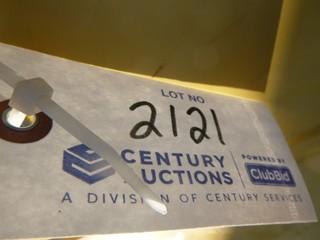 LOT NO
2121
CENTURY POWERED BY
AUCTIONS ClubBid
A DIVISION OF CENTURY SERVICES